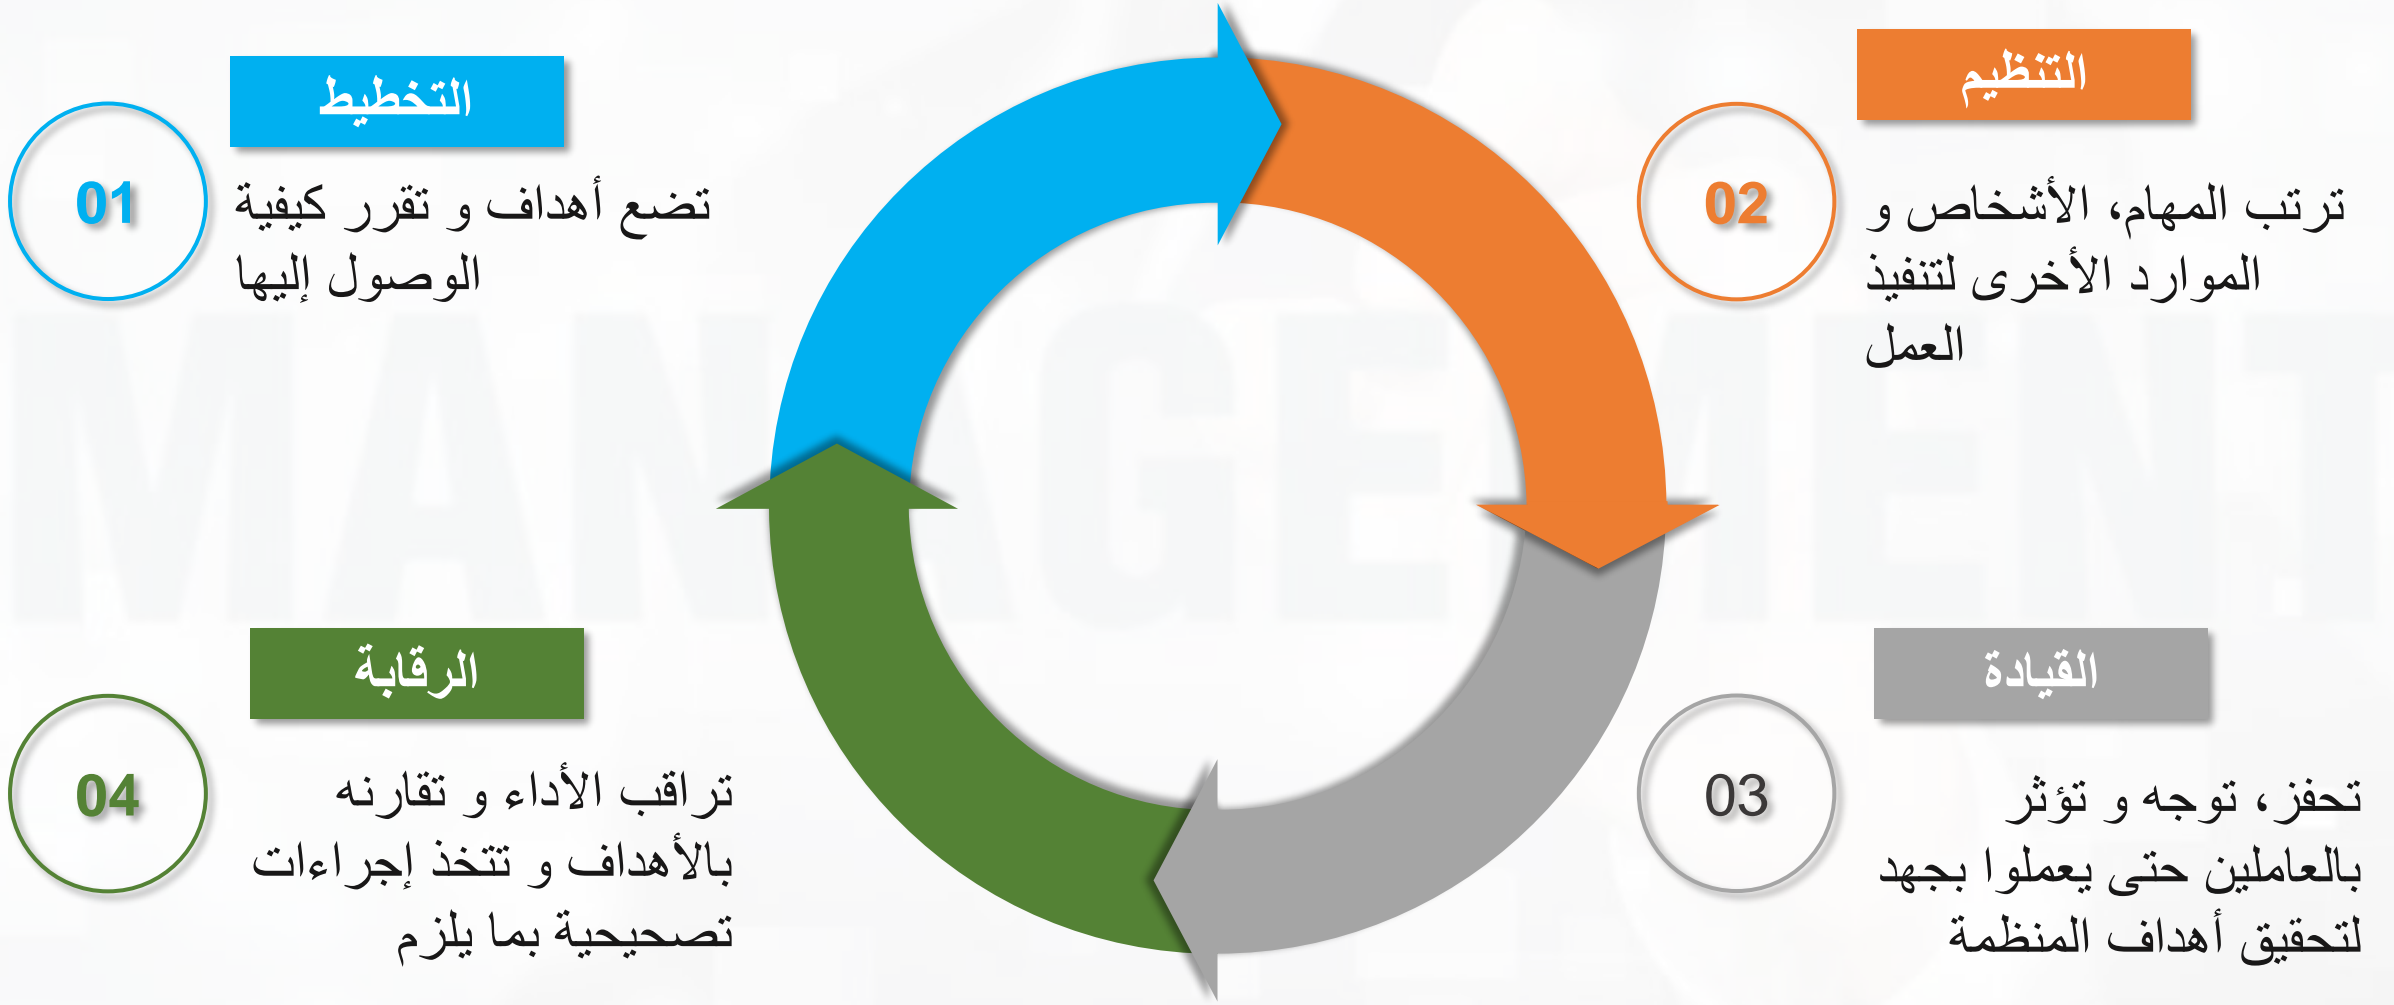 التخطيط
01
تضع أهداف و تقرر كيفية
الوصول إليها
التنظيم
02
ترتب المهام، الأشخاص و
الموارد الأخرى لتنفيذ
العمل
القيادة
03
تحفز، توجه و تؤثر
بالعاملين حتى يعملوا بجهد
لتحقيق أهداف المنظمة
الرقابة
04
تراقب الأداء و تقارنه
بالأهداف و تتخذ إجراءات
تصحيحية بما يلزم
MANAGEMENT